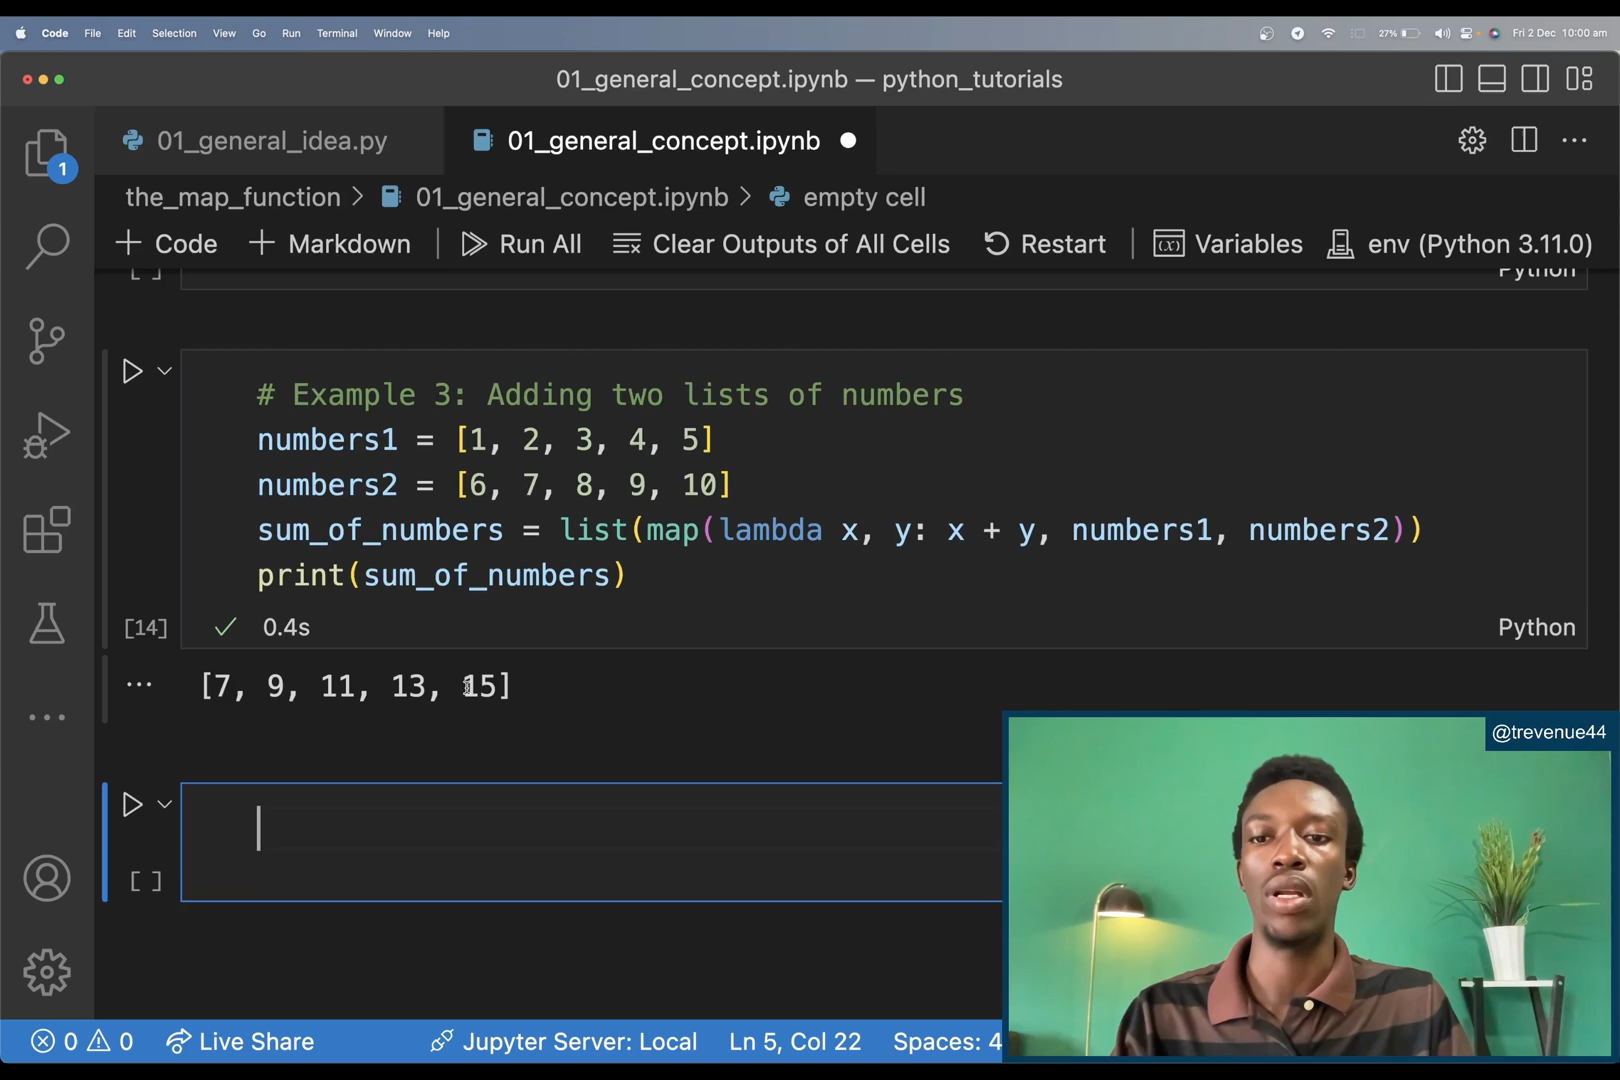 Code File Edit Selection View Go Run Terminal Window Help 27% Fri 2 Dec 10:00 am
01_general_concept.ipynb — python_tutorials
1
01_general_idea.py 01_general_concept.ipynb
the_map_function > 01_general_concept.ipynb > empty cell
+ Code + Markdown Run All Clear Outputs of All Cells Restart (x) Variables env (Python 3.11.0)
[ ] Python
# Example 3: Adding two lists of numbers
numbers1 = [1, 2, 3, 4, 5]
numbers2 = [6, 7, 8, 9, 10]
sum_of_numbers = list(map(lambda x, y: x + y, numbers1, numbers2))
print(sum_of_numbers)
[14] ✓ 0.4s Python
... [7, 9, 11, 13, 15]
@trevenue44
[ ]
0 0 Live Share Jupyter Server: Local Ln 5, Col 22 Spaces: 4